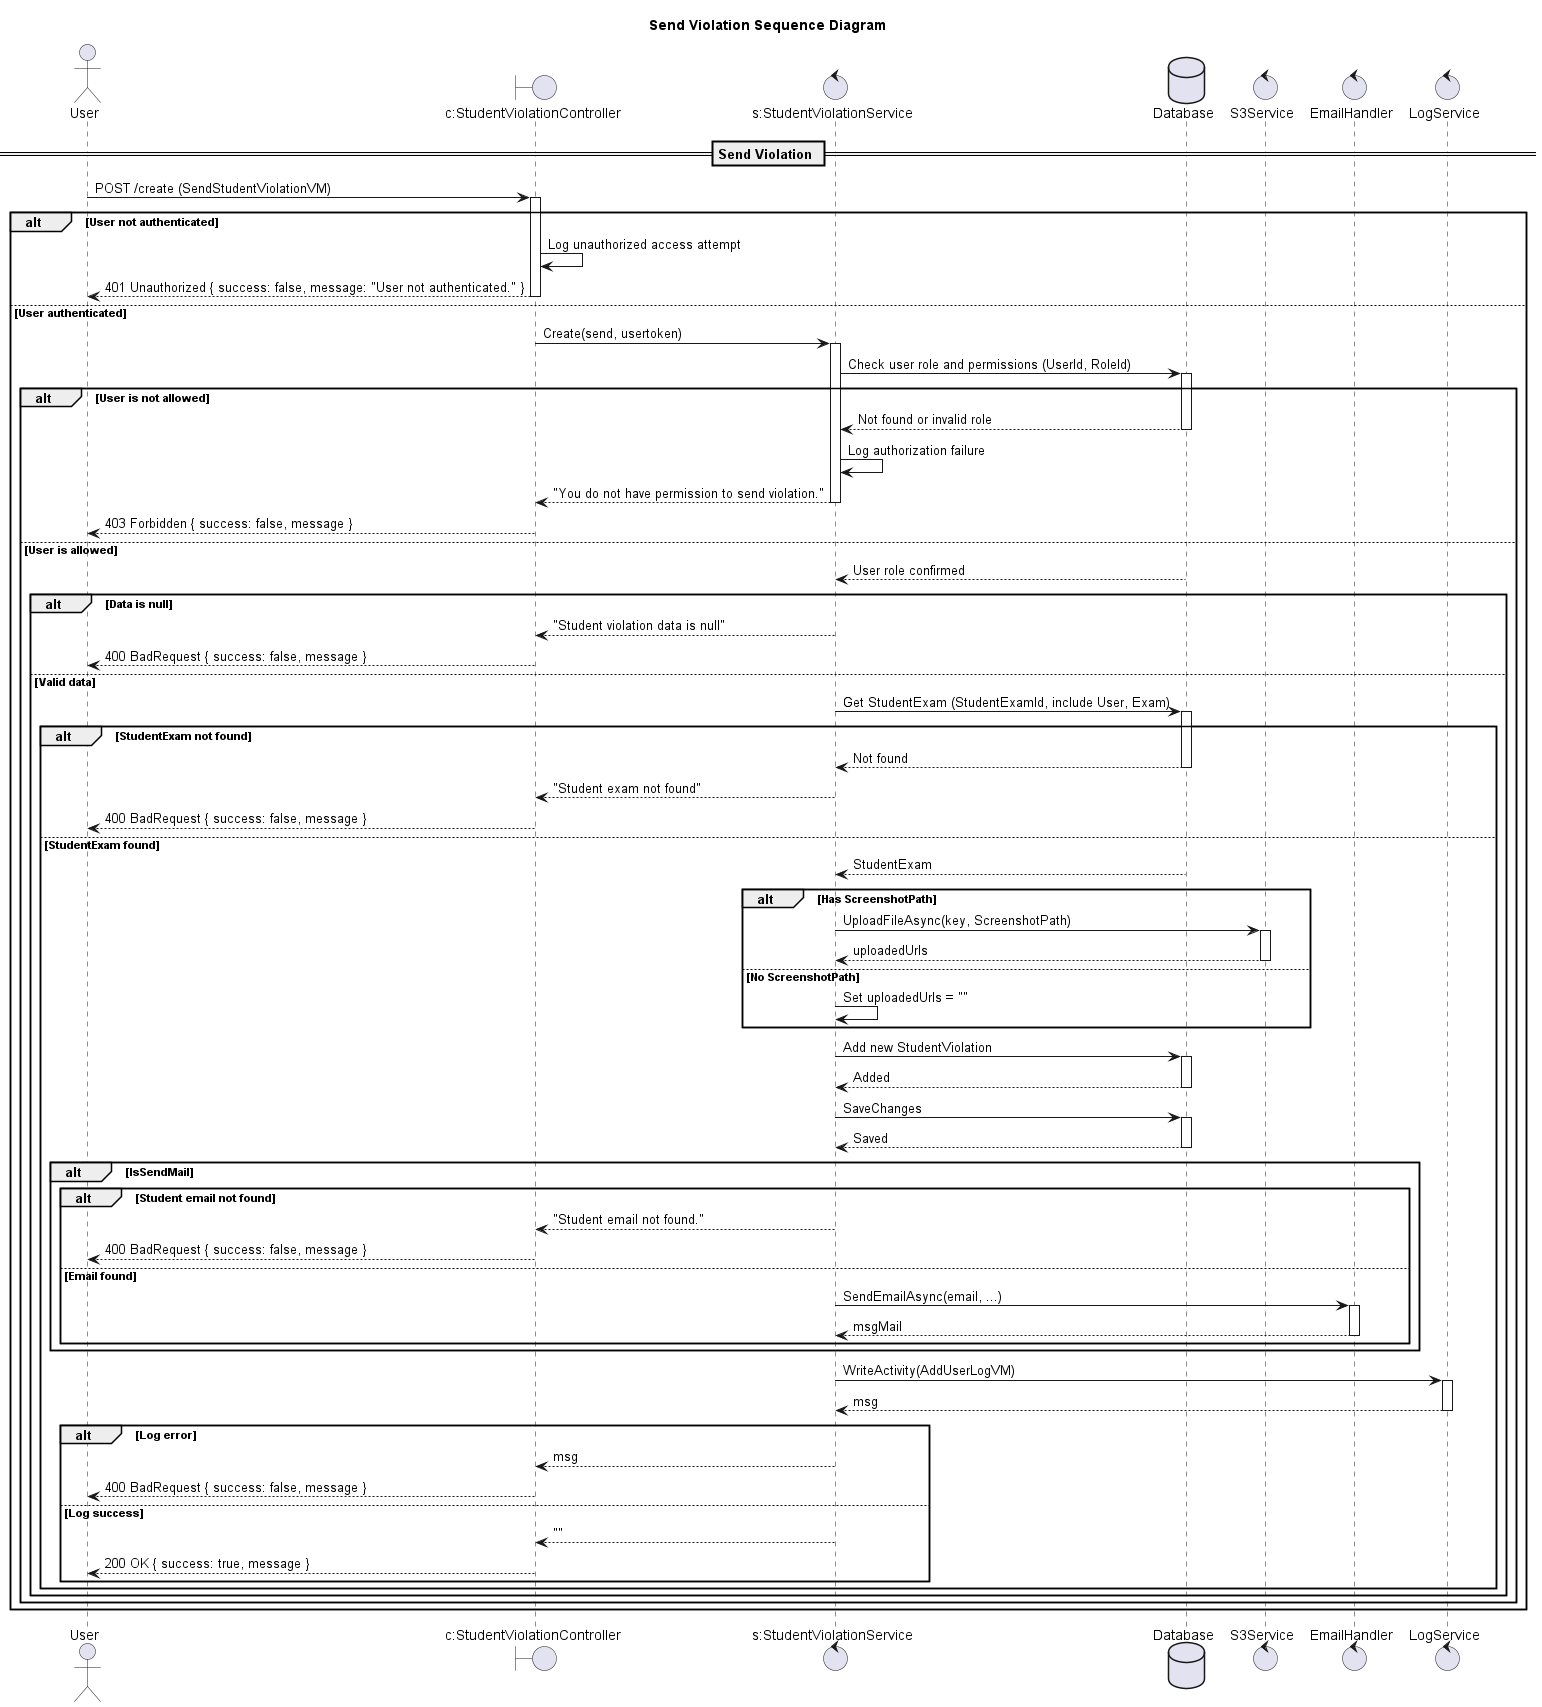 Send Violation Sequence Diagram
User
c:StudentViolationController
s:StudentViolationService
Database
S3Service
EmailHandler
LogService
Send Violation
POST /create (SendStudentViolationVM)
alt [User not authenticated]
Log unauthorized access attempt
401 Unauthorized { success: false, message: "User not authenticated." }
[User authenticated]
Create(send, usertoken)
Check user role and permissions (UserId, RoleId)
alt [User is not allowed]
Not found or invalid role
Log authorization failure
"You do not have permission to send violation."
403 Forbidden { success: false, message }
[User is allowed]
User role confirmed
alt [Data is null]
"Student violation data is null"
400 BadRequest { success: false, message }
[Valid data]
Get StudentExam (StudentExamId, include User, Exam)
alt [StudentExam not found]
Not found
"Student exam not found"
400 BadRequest { success: false, message }
[StudentExam found]
StudentExam
alt [Has ScreenshotPath]
UploadFileAsync(key, ScreenshotPath)
uploadedUrls
[No ScreenshotPath]
Set uploadedUrls = ""
Add new StudentViolation
Added
SaveChanges
Saved
alt [IsSendMail]
alt [Student email not found]
"Student email not found."
400 BadRequest { success: false, message }
[Email found]
SendEmailAsync(email, ...)
msgMail
WriteActivity(AddUserLogVM)
msg
alt [Log error]
msg
400 BadRequest { success: false, message }
[Log success]
""
200 OK { success: true, message }
User
c:StudentViolationController
s:StudentViolationService
Database
S3Service
EmailHandler
LogService